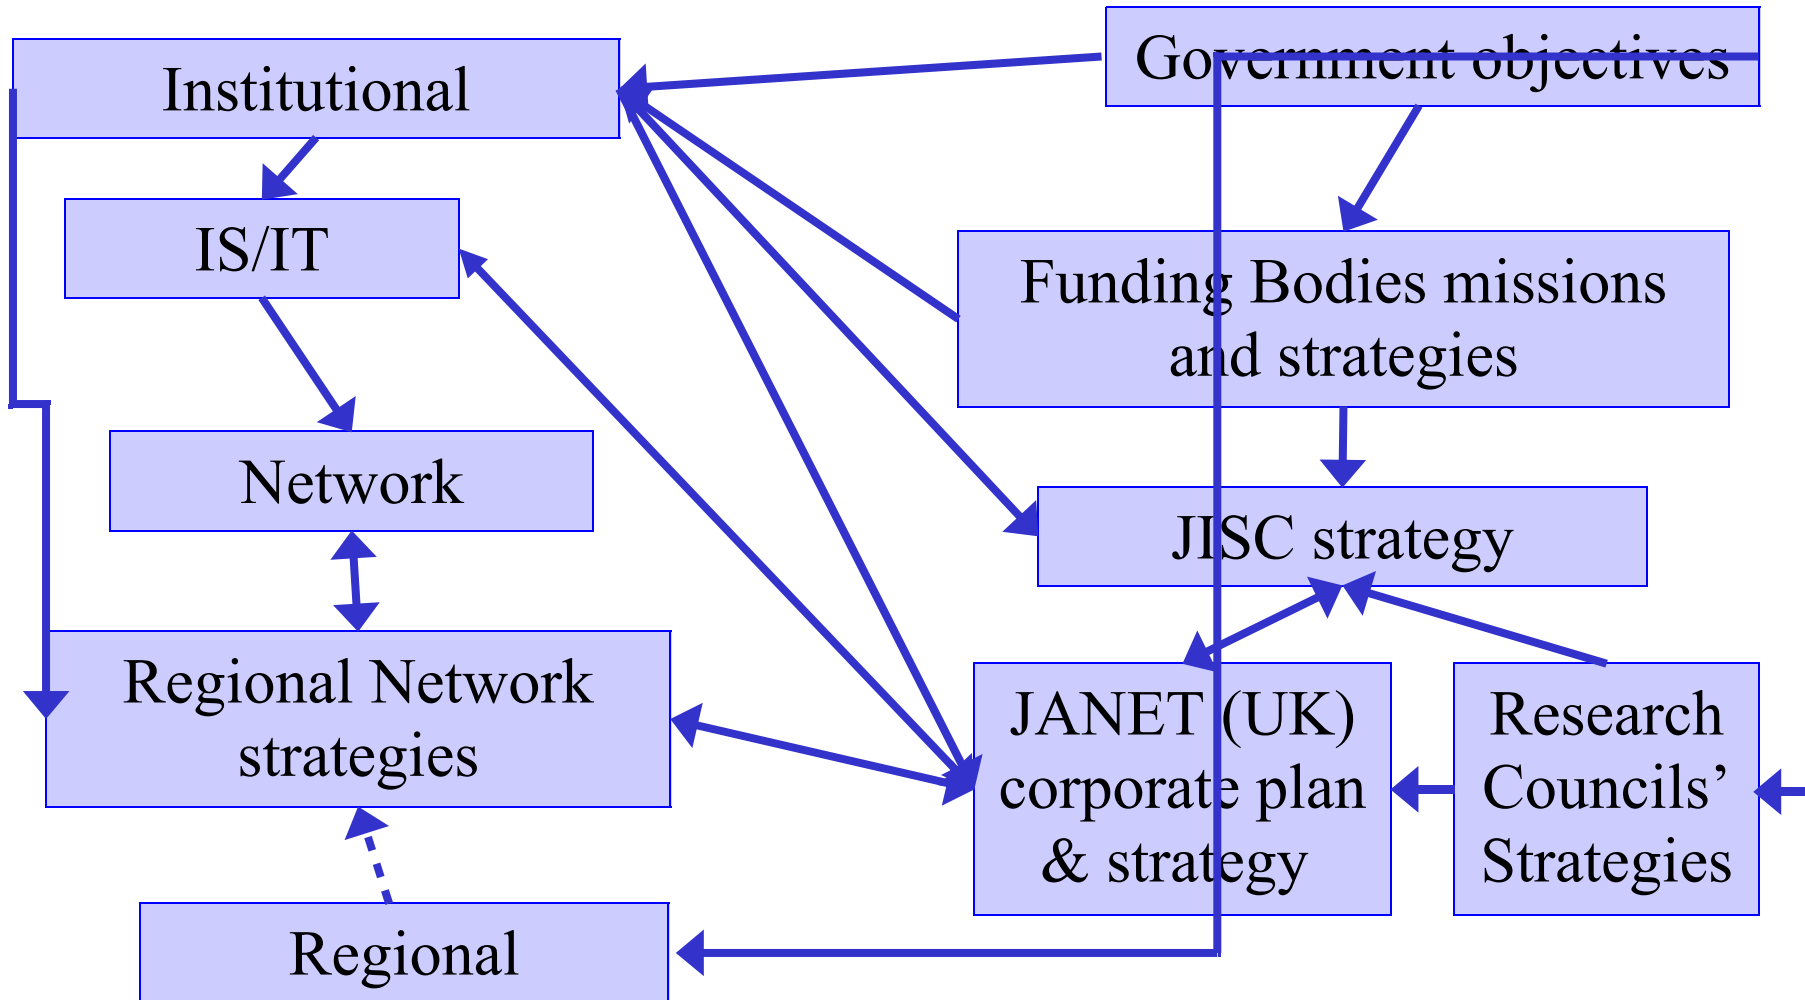 Institutional
Government objectives
IS/IT
Funding Bodies missions
and strategies
Network
JISC strategy
Regional Network
strategies
JANET (UK)
corporate plan
& strategy
Research
Councils’
Strategies
Regional